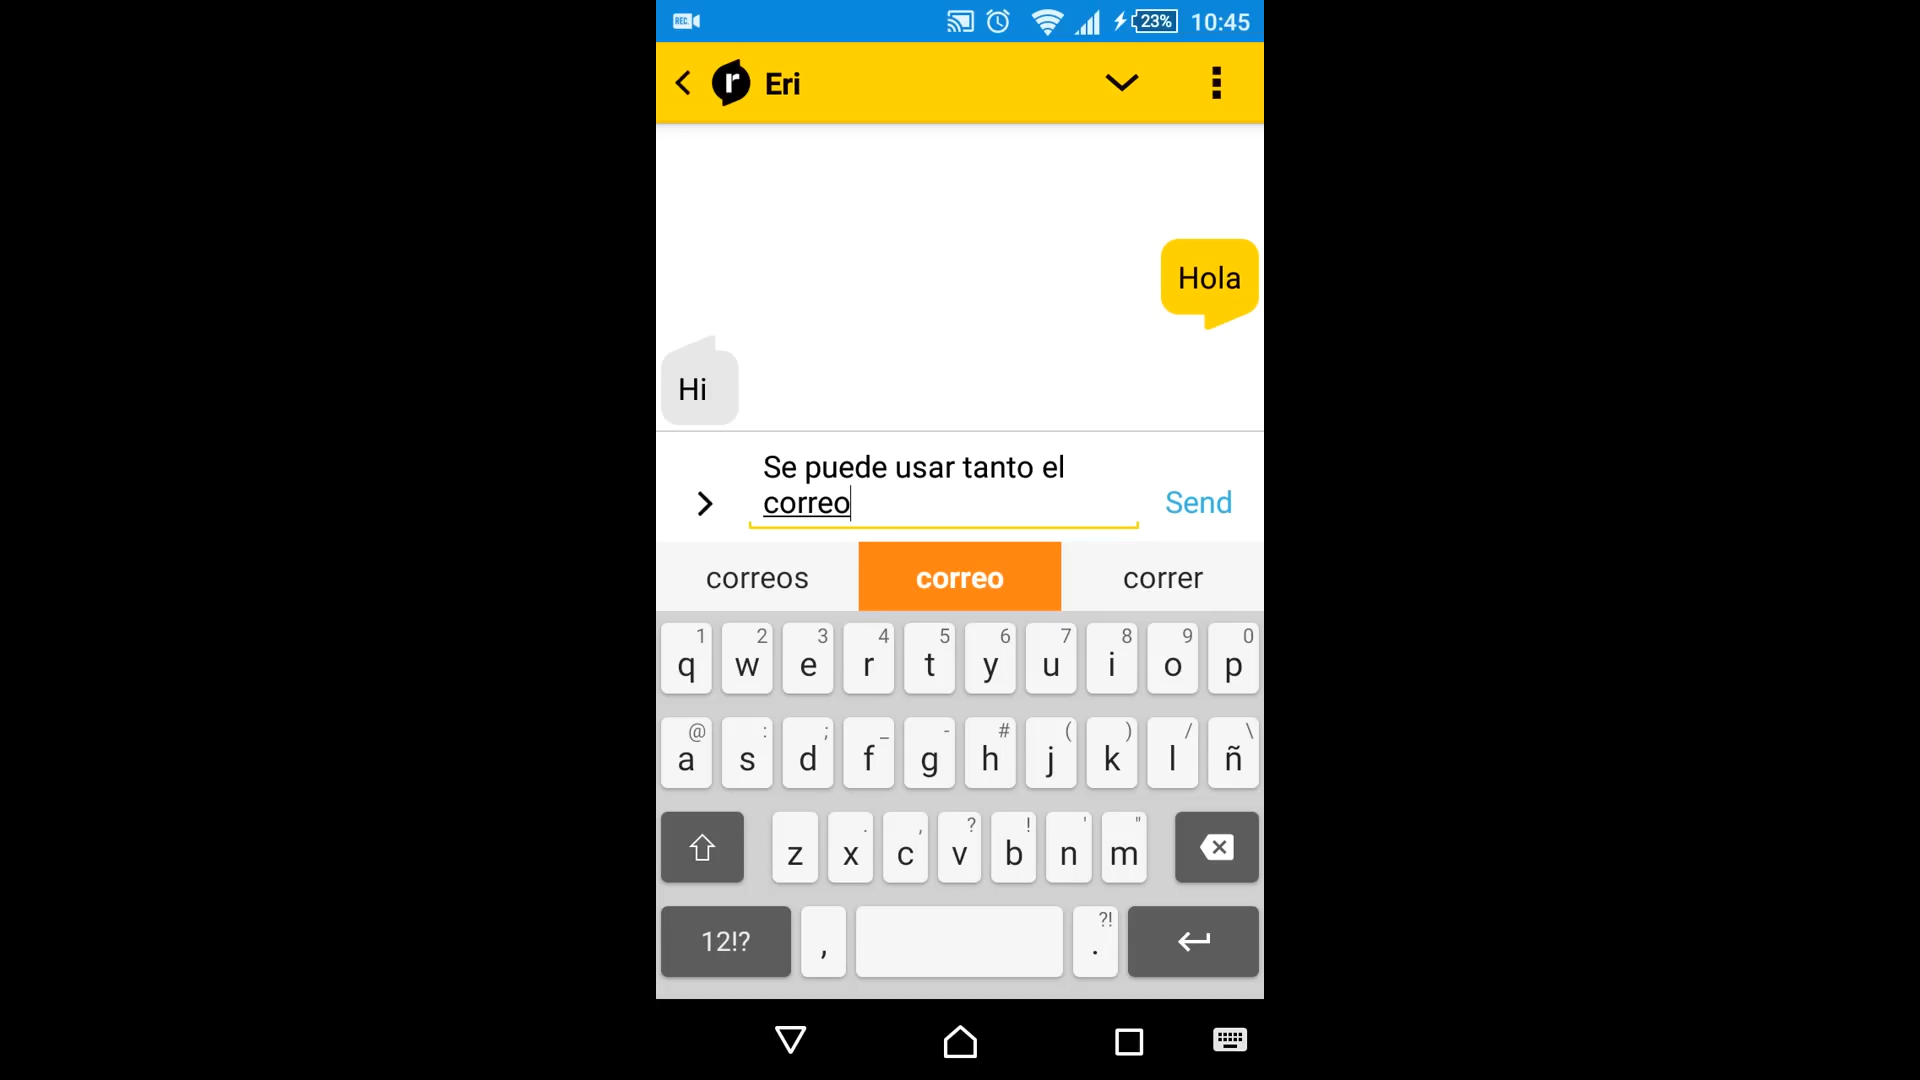 REC
23% 10:45
r Eri
Hola
Hi
Se puede usar tanto el
correo
Send
correos correo correr
1 2 3 4 5 6 7 8 9 0
q w e r t y u i o p
@ : ; _ - # ( ) / \
a s d f g h j k l ñ
. , ? ! ' "
z x c v b n m
?!
12!? , .